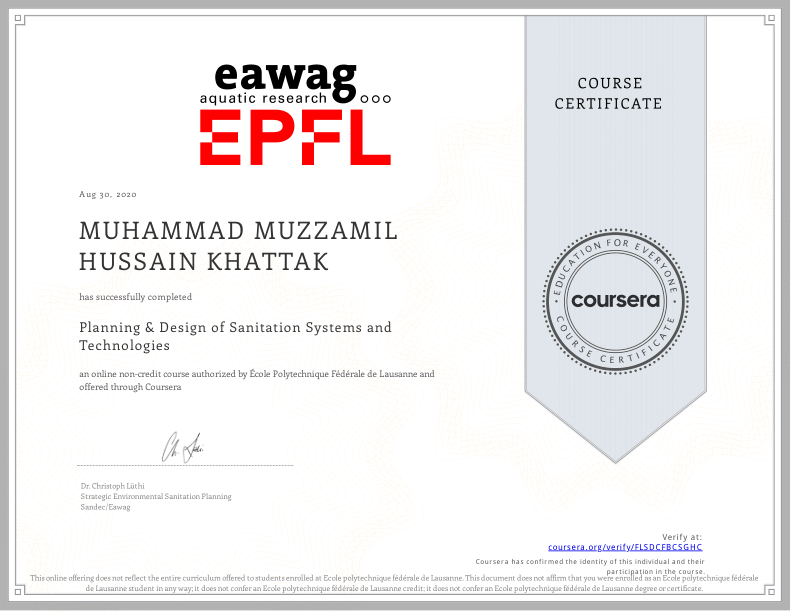 eawag
aquatic research ooo
EPFL
COURSE
CERTIFICATE
Aug 30, 2020
MUHAMMAD MUZZAMIL
HUSSAIN KHATTAK
has successfully completed
Planning & Design of Sanitation Systems and
Technologies
an online non-credit course authorized by École Polytechnique Fédérale de Lausanne and
offered through Coursera
EDUCATION FOR EVERYONE
coursera
COURSE CERTIFICATE
Dr. Christoph Lüthi
Strategic Environmental Sanitation Planning
Sandec/Eawag
Verify at:
coursera.org/verify/FLSDCFBCSGHC
Coursera has confirmed the identity of this individual and their
participation in the course.
This online offering does not reflect the entire curriculum offered to students enrolled at Ecole polytechnique fédérale de Lausanne. This document does not affirm that you were enrolled as an Ecole polytechnique fédérale
de Lausanne student in any way; it does not confer an Ecole polytechnique fédérale de Lausanne credit; it does not confer an Ecole polytechnique fédérale de Lausanne degree or certificate.